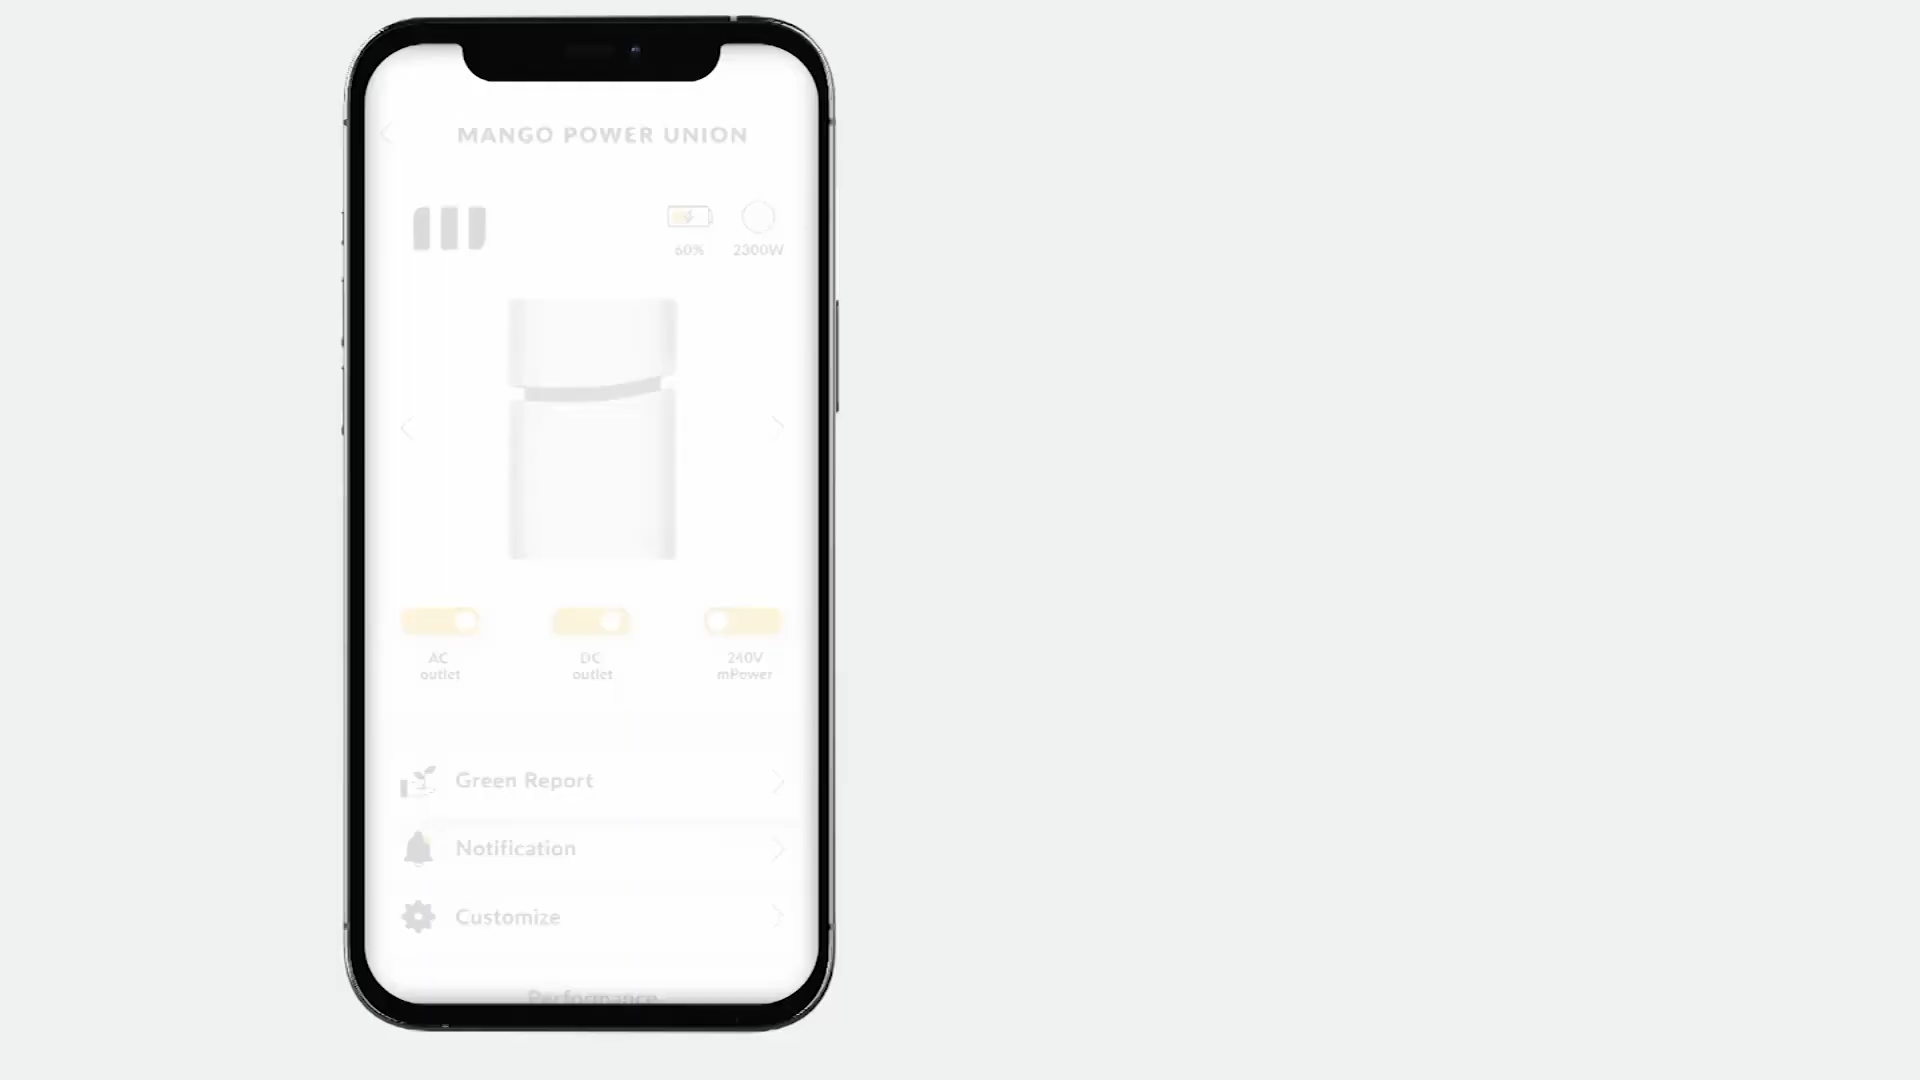 MANGO POWER UNION
60%
2300W
AC
outlet
DC
outlet
240V
mPower
Green Report
Notification
Customize
Performance